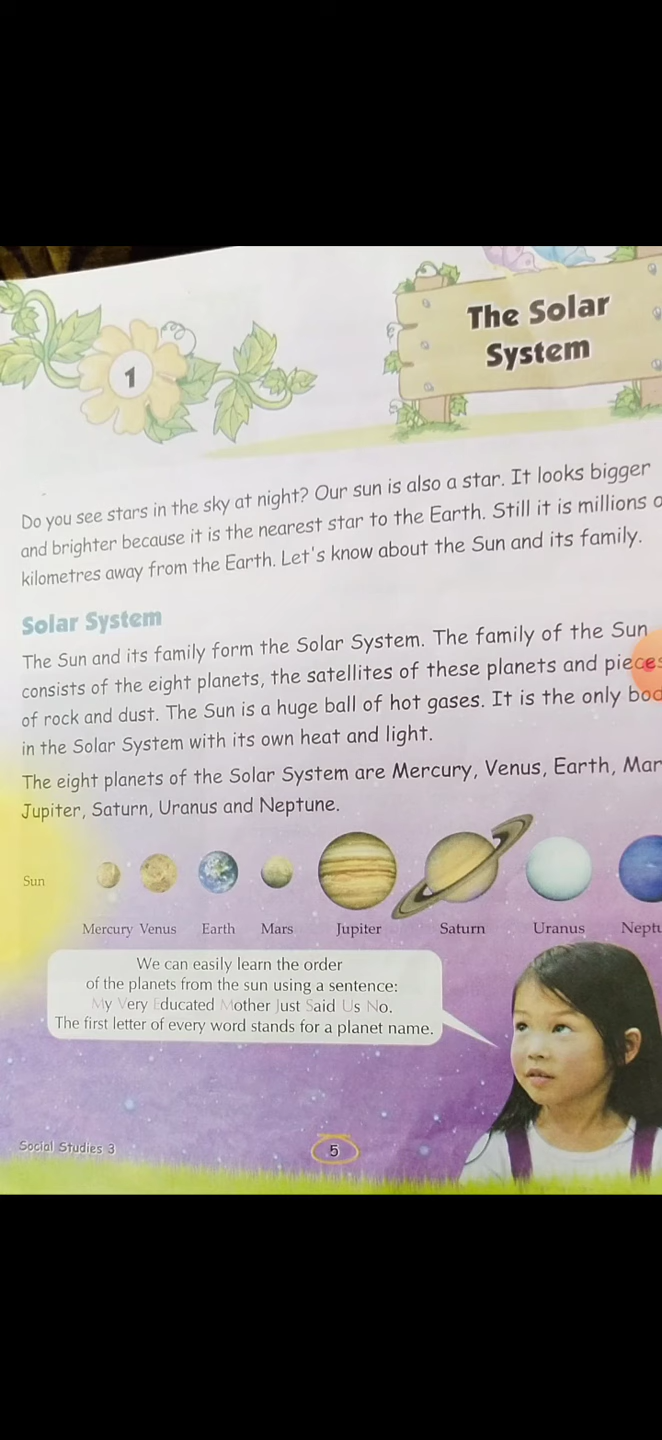 1
The Solar
System
Do you see stars in the sky at night? Our sun is also a star. It looks bigger
and brighter because it is the nearest star to the Earth. Still it is millions
kilometres away from the Earth. Let's know about the Sun and its family.
Solar System
The Sun and its family form the Solar System. The family of the Sun
consists of the eight planets, the satellites of these planets and pieces
of rock and dust. The Sun is a huge ball of hot gases. It is the only bod
in the Solar System with its own heat and light.
The eight planets of the Solar System are Mercury, Venus, Earth, Mar
Jupiter, Saturn, Uranus and Neptune.
Sun
Mercury Venus Earth Mars Jupiter Saturn Uranus Neptu
We can easily learn the order
of the planets from the sun using a sentence:
My Very Educated Mother Just Said Us No.
The first letter of every word stands for a planet name.
Social Studies 3
5